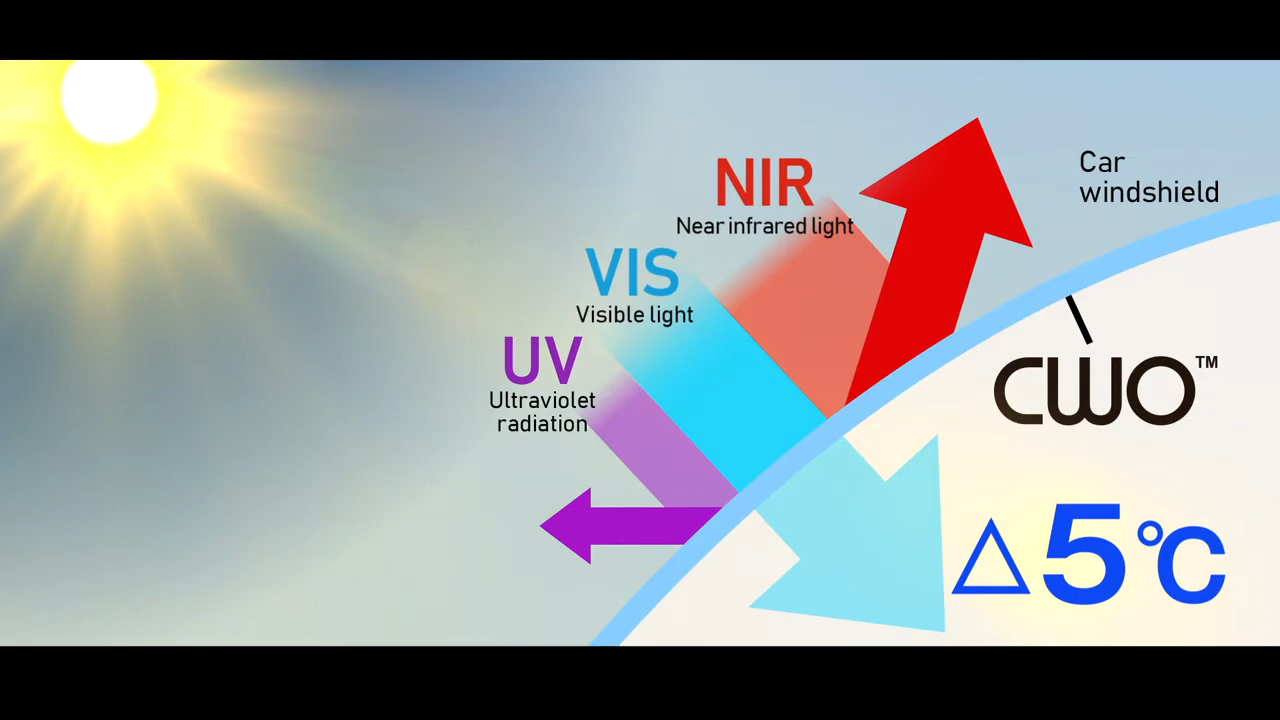 NIR
Near infrared light
VIS
Visible light
UV
Ultraviolet
radiation
Car
windshield
CWO™
△5℃